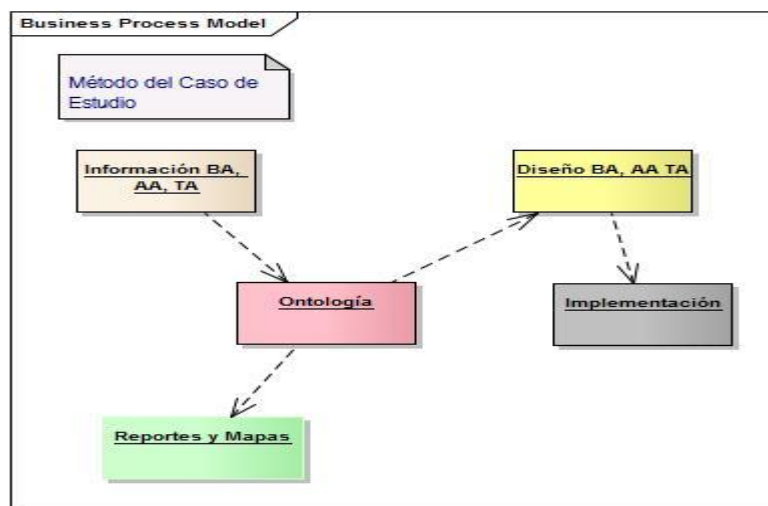 Business Process Model
Método del Caso de
Estudio
Información BA,
AA, TA
Diseño BA, AA TA
Ontología
Implementación
Reportes y Mapas